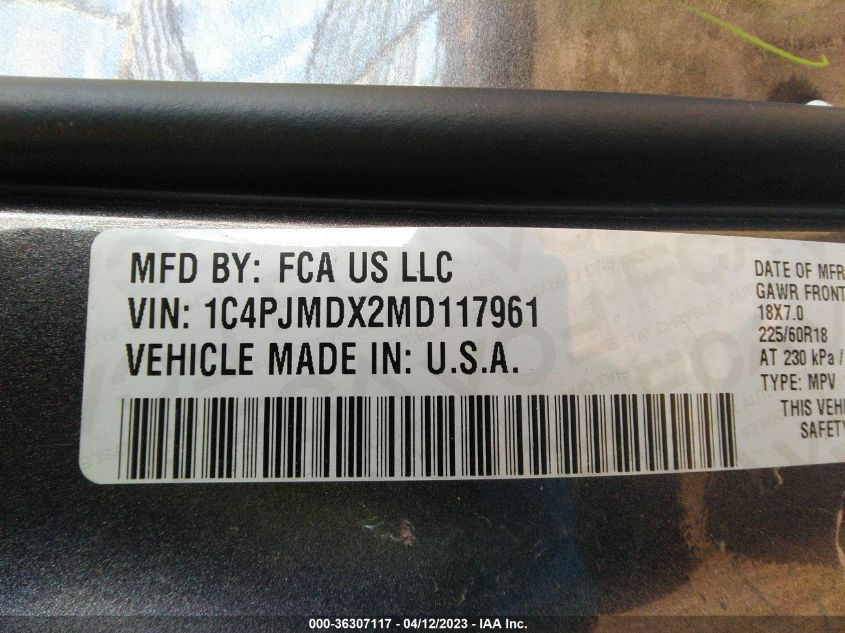 MFD BY: FCA US LLC
VIN: 1C4PJMDX2MD117961
VEHICLE MADE IN: U.S.A.
DATE OF MFR
GAWR FRONT
18X7.0
225/60R18
AT 230 kPa /
TYPE: MPV
THIS VEHI
SAFETY
000-36307117 - 04/12/2023 - IAA Inc.